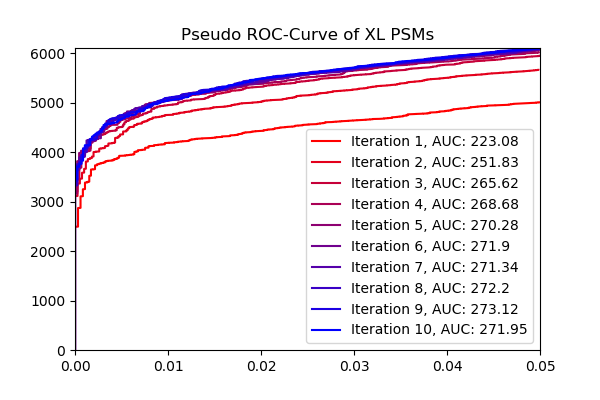 Pseudo ROC-Curve of XL PSMs
6000
5000
4000
3000
2000
1000
0
Iteration 1, AUC: 223.08
Iteration 2, AUC: 251.83
Iteration 3, AUC: 265.62
Iteration 4, AUC: 268.68
Iteration 5, AUC: 270.28
Iteration 6, AUC: 271.9
Iteration 7, AUC: 271.34
Iteration 8, AUC: 272.2
Iteration 9, AUC: 273.12
Iteration 10, AUC: 271.95
0.00 0.01 0.02 0.03 0.04 0.05